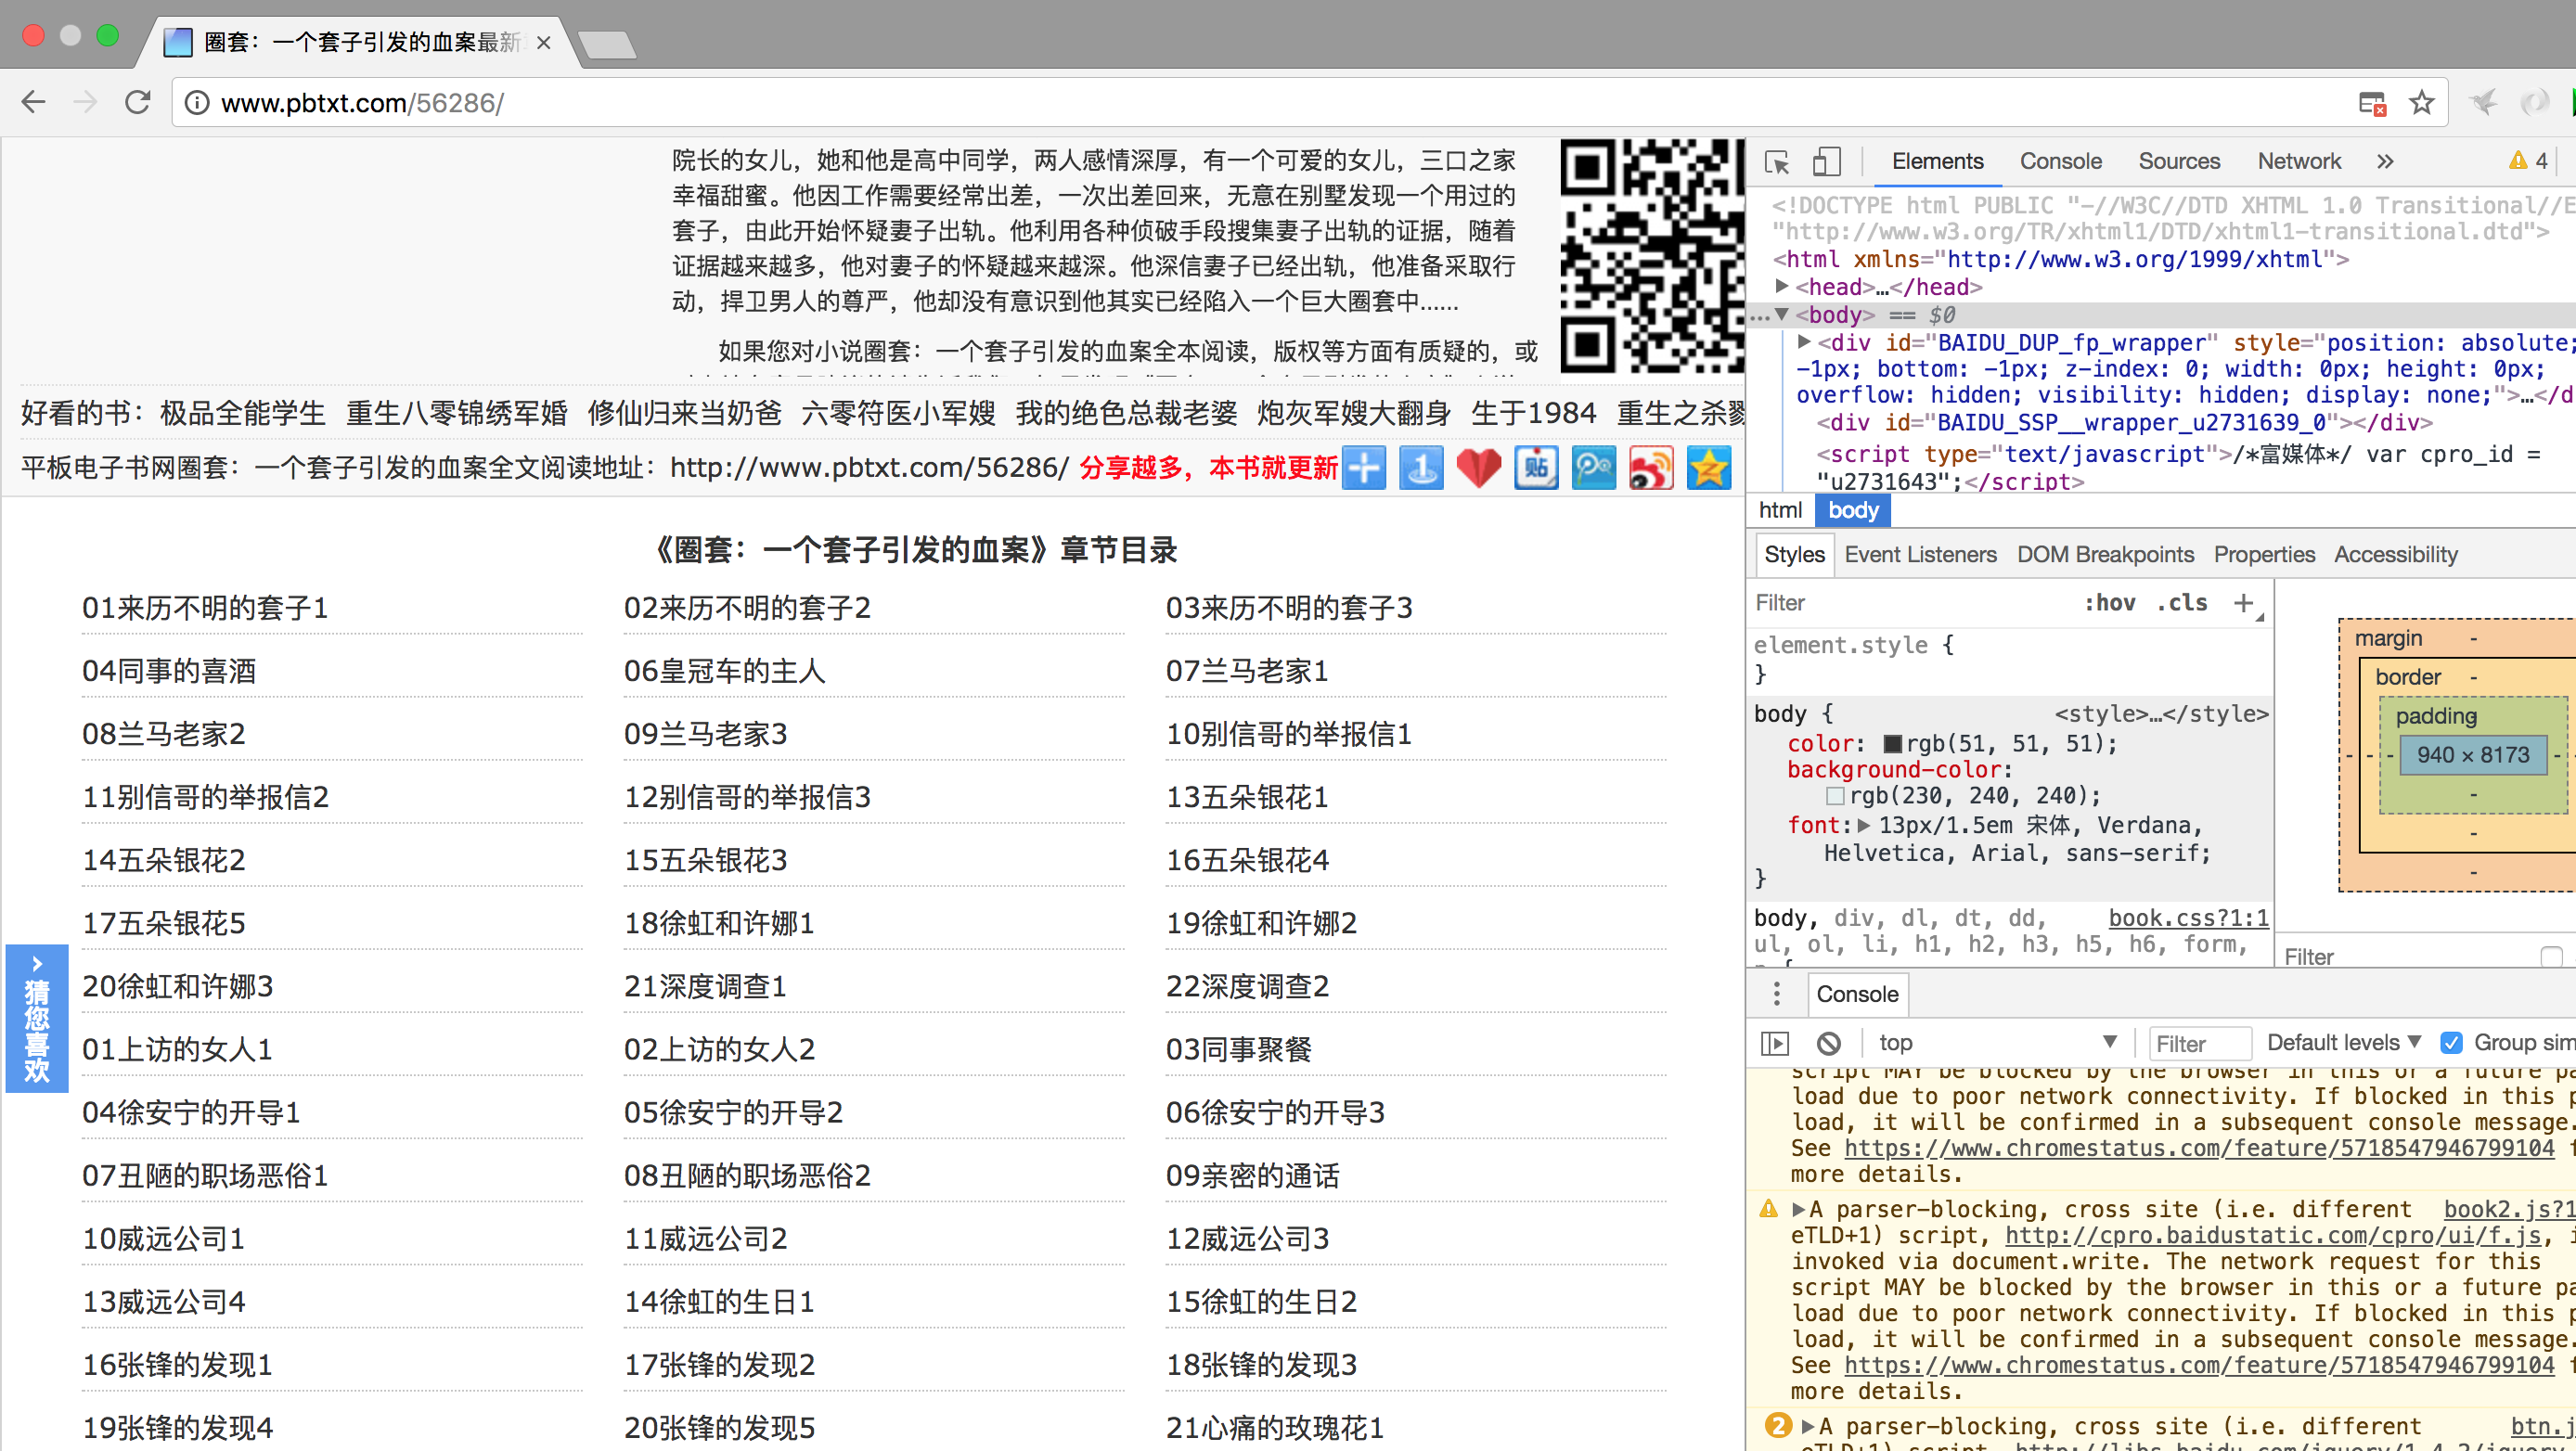 圈套：一个套子引发的血案最新
www.pbtxt.com/56286/
院长的女儿，她和他是高中同学，两人感情深厚，有一个可爱的女儿，三口之家
幸福甜蜜。他因工作需要经常出差，一次出差回来，无意在别墅发现一个用过的
套子，由此开始怀疑妻子出轨。他利用各种侦破手段搜集妻子出轨的证据，随着
证据越来越多，他对妻子的怀疑越来越深。他深信妻子已经出轨，他准备采取行
动，捍卫男人的尊严，他却没有意识到他其实已经陷入一个巨大圈套中......
如果您对小说圈套：一个套子引发的血案全本阅读，版权等方面有质疑的，或
好看的书：极品全能学生 重生八零锦绣军婚 修仙归来当奶爸 六零符医小军嫂 我的绝色总裁老婆 炮灰军嫂大翻身 生于1984 重生之杀戮
平板电子书网圈套：一个套子引发的血案全文阅读地址：http://www.pbtxt.com/56286/ 分享越多，本书就更新
贴
《圈套：一个套子引发的血案》章节目录
01来历不明的套子1 02来历不明的套子2 03来历不明的套子3
04同事的喜酒 06皇冠车的主人 07兰马老家1
08兰马老家2 09兰马老家3 10别信哥的举报信1
11别信哥的举报信2 12别信哥的举报信3 13五朵银花1
14五朵银花2 15五朵银花3 16五朵银花4
17五朵银花5 18徐虹和许娜1 19徐虹和许娜2
20徐虹和许娜3 21深度调查1 22深度调查2
01上访的女人1 02上访的女人2 03同事聚餐
04徐安宁的开导1 05徐安宁的开导2 06徐安宁的开导3
07丑陋的职场恶俗1 08丑陋的职场恶俗2 09亲密的通话
10威远公司1 11威远公司2 12威远公司3
13威远公司4 14徐虹的生日1 15徐虹的生日2
16张锋的发现1 17张锋的发现2 18张锋的发现3
19张锋的发现4 20张锋的发现5 21心痛的玫瑰花1
猜您喜欢
Elements Console Sources Network » 4
<!DOCTYPE html PUBLIC "-//W3C//DTD XHTML 1.0 Transitional//E
"http://www.w3.org/TR/xhtml1/DTD/xhtml1-transitional.dtd">
<html xmlns="http://www.w3.org/1999/xhtml">
<head>…</head>
<body> == $0
<div id="BAIDU_DUP_fp_wrapper" style="position: absolute;
-1px; bottom: -1px; z-index: 0; width: 0px; height: 0px;
overflow: hidden; visibility: hidden; display: none;">…</d
<div id="BAIDU_SSP__wrapper_u2731639_0"></div>
<script type="text/javascript">/*富媒体*/ var cpro_id =
"u2731643";</script>
html body
Styles Event Listeners DOM Breakpoints Properties Accessibility
Filter :hov .cls +
element.style {
}
body { <style>…</style>
color: rgb(51, 51, 51);
background-color:
rgb(230, 240, 240);
font: 13px/1.5em 宋体, Verdana,
Helvetica, Arial, sans-serif;
}
body, div, dl, dt, dd, book.css?1:1
ul, ol, li, h1, h2, h3, h5, h6, form,
margin -
border -
padding -
- - - 940 × 8173 -
-
-
-
Filter
Console
top Filter Default levels Group sim
script MAY be blocked by the browser in this or a future pa
load due to poor network connectivity. If blocked in this p
load, it will be confirmed in a subsequent console message.
See https://www.chromestatus.com/feature/5718547946799104 f
more details.
A parser-blocking, cross site (i.e. different book2.js?1
eTLD+1) script, http://cpro.baidustatic.com/cpro/ui/f.js, i
invoked via document.write. The network request for this
script MAY be blocked by the browser in this or a future pa
load due to poor network connectivity. If blocked in this p
load, it will be confirmed in a subsequent console message.
See https://www.chromestatus.com/feature/5718547946799104 f
more details.
2 A parser-blocking, cross site (i.e. different btn.j